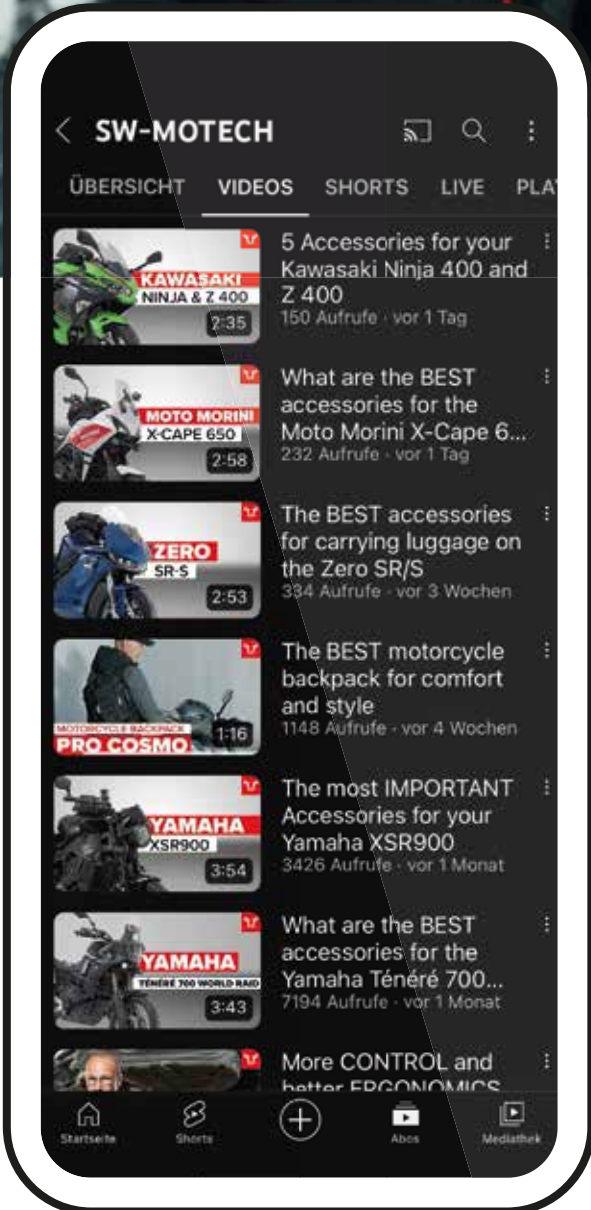 SW-MOTECH
ÜBERSICHT VIDEOS SHORTS LIVE PLA
KAWASAKI
NINJA & Z 400
2:35
5 Accessories for your
Kawasaki Ninja 400 and
Z 400
150 Aufrufe · vor 1 Tag
MOTO MORINI
X-CAPE 650
2:58
What are the BEST
accessories for the
Moto Morini X-Cape 6...
232 Aufrufe · vor 1 Tag
ZERO
SR-S
2:53
The BEST accessories
for carrying luggage on
the Zero SR/S
334 Aufrufe · vor 3 Wochen
MOTORCYCLE BACKPACK
PRO COSMO
1:16
The BEST motorcycle
backpack for comfort
and style
1148 Aufrufe · vor 4 Wochen
YAMAHA
XSR900
3:54
The most IMPORTANT
Accessories for your
Yamaha XSR900
3426 Aufrufe · vor 1 Monat
YAMAHA
TÉNÉRÉ 700 WORLD RAID
3:43
What are the BEST
accessories for the
Yamaha Ténéré 700...
7194 Aufrufe · vor 1 Monat
More CONTROL and
better ERGONOMICS
Startseite Shorts Abos Mediathek